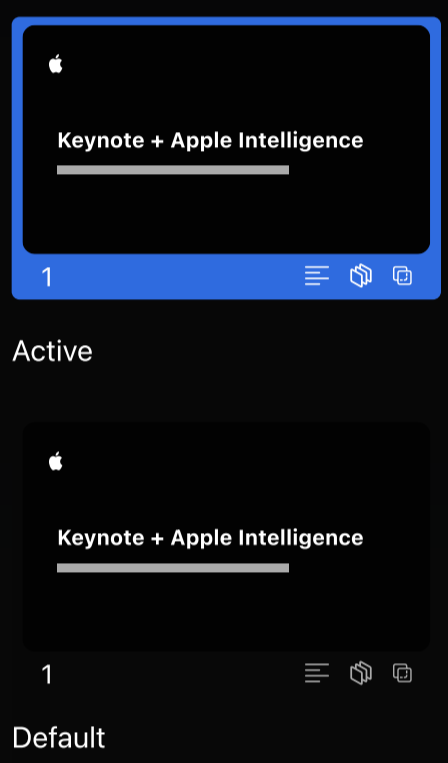 Keynote + Apple Intelligence
1
Active
Keynote + Apple Intelligence
1
Default